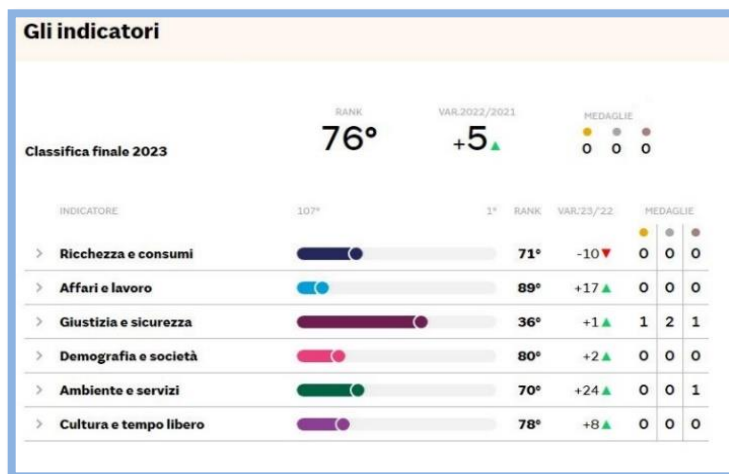 Gli indicatori
RANK VAR.2022/2021 MEDAGLIE
Classifica finale 2023 76° +5 0 0 0
INDICATORE 107° 1° RANK VAR.'23/'22 MEDAGLIE
Ricchezza e consumi 71° -10 0 0 0
Affari e lavoro 89° +17 0 0 0
Giustizia e sicurezza 36° +1 1 2 1
Demografia e società 80° +2 0 0 0
Ambiente e servizi 70° +24 0 0 1
Cultura e tempo libero 78° +8 0 0 0